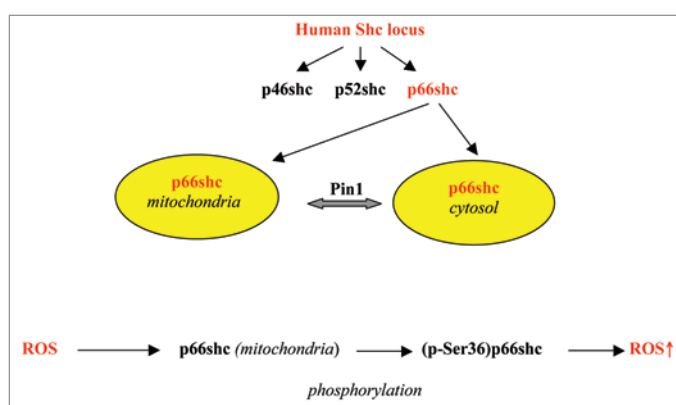 Human Shc locus
p46shc p52shc p66shc
p66shc
mitochondria
Pin1
p66shc
cytosol
ROS p66shc (mitochondria) (p-Ser36)p66shc ROS↑
phosphorylation